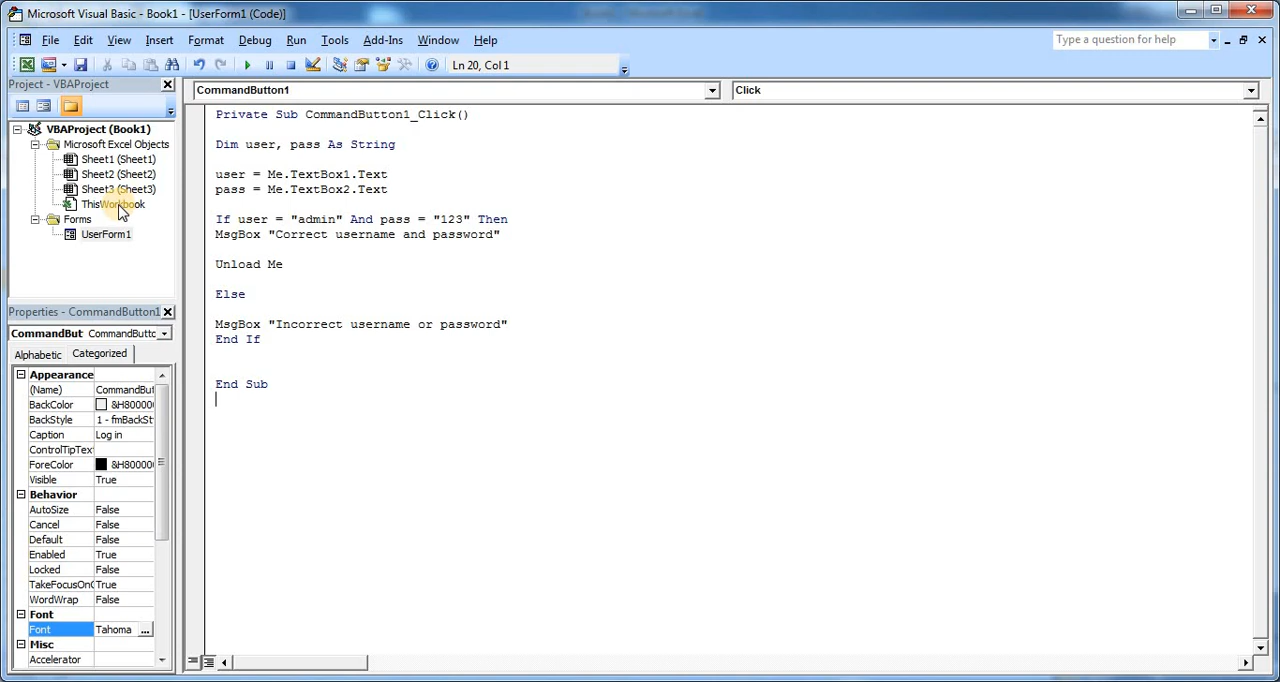 Microsoft Visual Basic - Book1 - [UserForm1 (Code)]
File Edit View Insert Format Debug Run Tools Add-Ins Window Help
Type a question for help
Ln 20, Col 1
Project - VBAProject
CommandButton1
Click
VBAProject (Book1)
Microsoft Excel Objects
Sheet1 (Sheet1)
Sheet2 (Sheet2)
Sheet3 (Sheet3)
ThisWorkbook
Forms
UserForm1
Private Sub CommandButton1_Click()
Dim user, pass As String
user = Me.TextBox1.Text
pass = Me.TextBox2.Text
If user = "admin" And pass = "123" Then
MsgBox "Correct username and password"
Unload Me
Else
MsgBox "Incorrect username or password"
End If
End Sub
Properties - CommandButton1
CommandBut CommandButtc
Alphabetic Categorized
Appearance
(Name) CommandBut
BackColor &H800000
BackStyle 1 - fmBackSt
Caption Log in
ControlTipText
ForeColor &H800000
Visible True
Behavior
AutoSize False
Cancel False
Default False
Enabled True
Locked False
TakeFocusOnC True
WordWrap False
Font
Font Tahoma ...
Misc
Accelerator